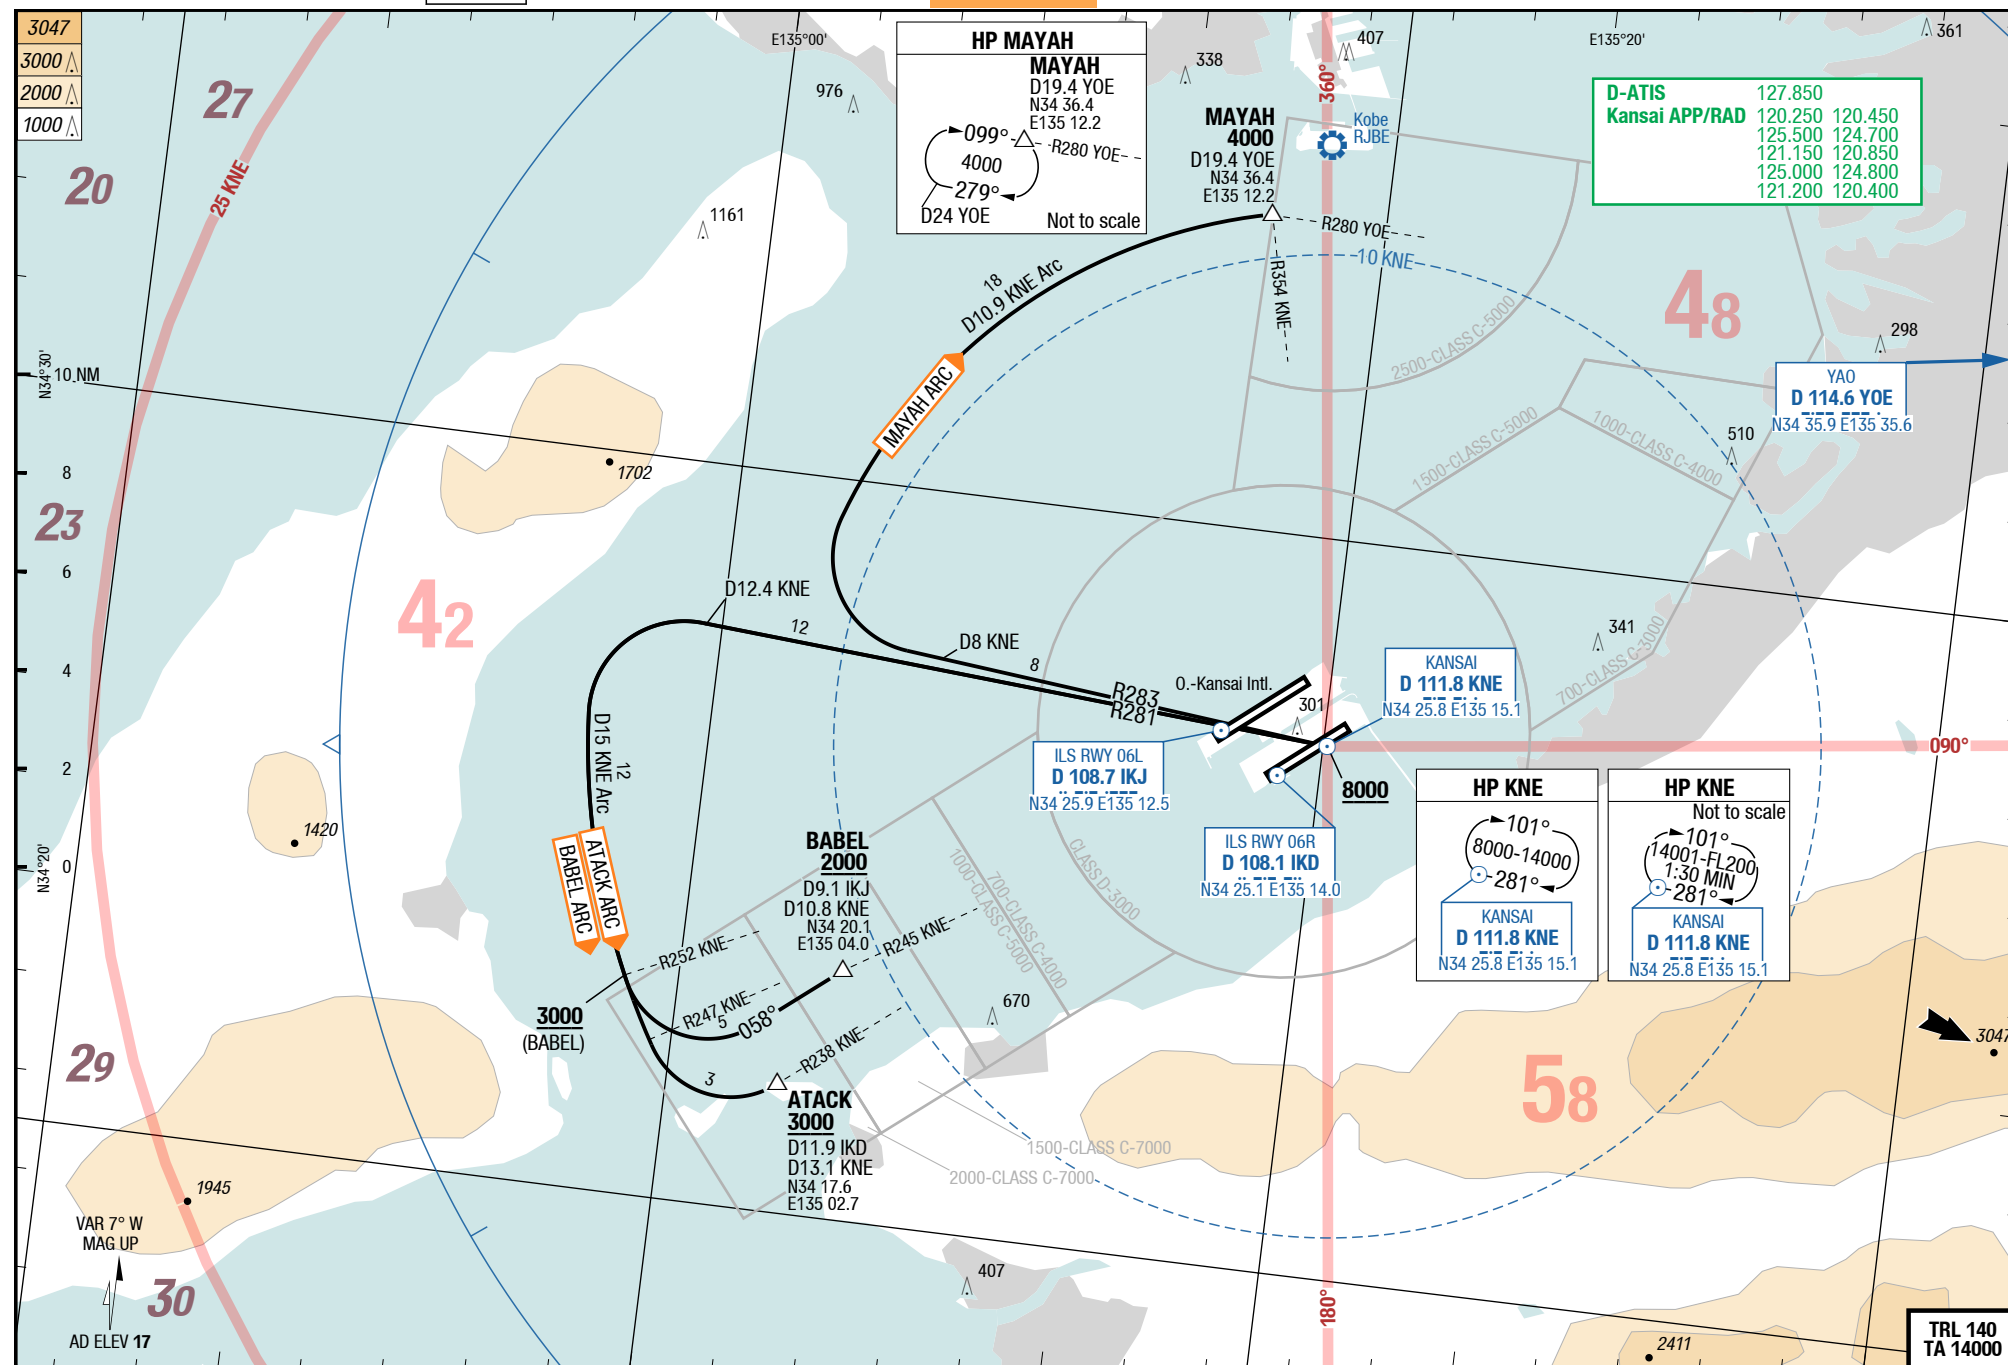 3047
3000
2000
1000
27
20
25 KNE
23
42
29
30
48
58
E135°00'
E135°20'
N34°30'
N34°20'
10 NM
8
6
4
2
0
976
1161
338
407
361
298
510
341
301
670
407
1702
1420
1945
2411
3047
360°
090°
180°
HP MAYAH
MAYAH
D19.4 YOE
N34 36.4
E135 12.2
099°
4000
279°
R280 YOE
D24 YOE
Not to scale
MAYAH
4000
D19.4 YOE
N34 36.4
E135 12.2
R280 YOE
R354 KNE
Kobe
RJBE
D-ATIS 127.850
Kansai APP/RAD 120.250 120.450
125.500 124.700
121.150 120.850
125.000 124.800
121.200 120.400
10 KNE
18
D10.9 KNE Arc
MAYAH ARC
2500-CLASS C-5000
1500-CLASS C-5000
1000-CLASS C-4000
700-CLASS C-3000
YAO
D 114.6 YOE
N34 35.9 E135 35.6
D12.4 KNE
12
D8 KNE
8
R283
R281
O.-Kansai Intl.
KANSAI
D 111.8 KNE
N34 25.8 E135 15.1
8000
ILS RWY 06L
D 108.7 IKJ
N34 25.9 E135 12.5
ILS RWY 06R
D 108.1 IKD
N34 25.1 E135 14.0
HP KNE
101°
8000-14000
281°
KANSAI
D 111.8 KNE
N34 25.8 E135 15.1
HP KNE
Not to scale
101°
14001-FL200
1:30 MIN
281°
KANSAI
D 111.8 KNE
N34 25.8 E135 15.1
12
D15 KNE Arc
ATACK ARC
BABEL ARC
BABEL
2000
D9.1 IKJ
D10.8 KNE
N34 20.1
E135 04.0
R252 KNE
R245 KNE
R247 KNE
5
058°
R238 KNE
3
3000
(BABEL)
ATACK
3000
D11.9 IKD
D13.1 KNE
N34 17.6
E135 02.7
CLASS D-3000
700-CLASS C-4000
1000-CLASS C-5000
1500-CLASS C-7000
2000-CLASS C-7000
VAR 7° W
MAG UP
AD ELEV 17
TRL 140
TA 14000